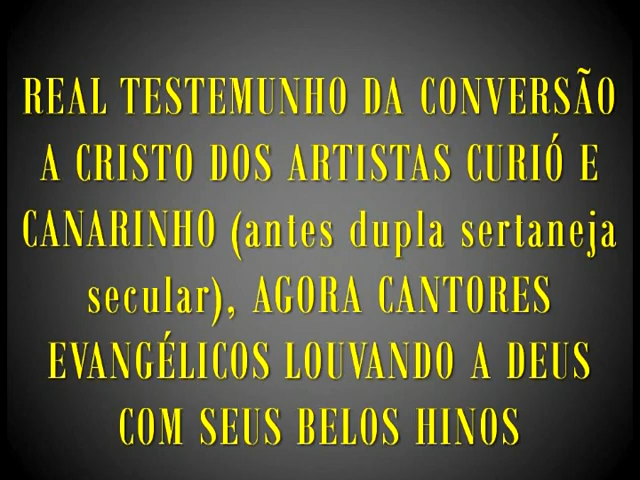 REAL TESTEMUNHO DA CONVERSÃO
A CRISTO DOS ARTISTAS CURIÓ E
CANARINHO (antes dupla sertaneja
secular), AGORA CANTORES
EVANGÉLICOS LOUVANDO A DEUS
COM SEUS BELOS HINOS